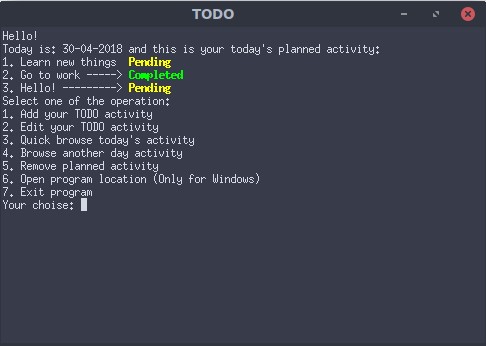 TODO
Hello!
Today is: 30-04-2018 and this is your today's planned activity:
1. Learn new things  Pending
2. Go to work -----> Completed
3. Hello! ---------> Pending
Select one of the operation:
1. Add your TODO activity
2. Edit your TODO activity
3. Quick browse today's activity
4. Browse another day activity
5. Remove planned activity
6. Open program location (Only for Windows)
7. Exit program
Your choise: